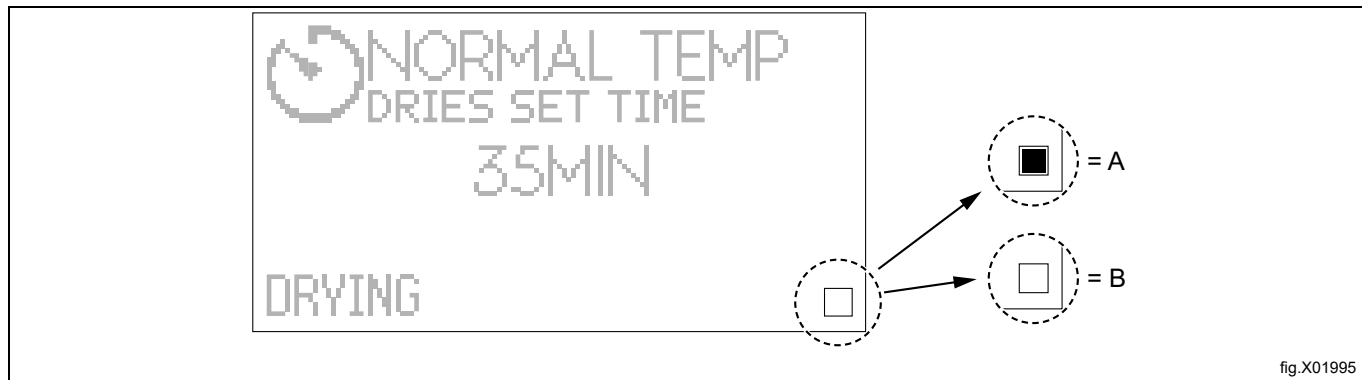 NORMAL TEMP
DRIES SET TIME
35MIN
= A
= B
DRYING
fig.X01995